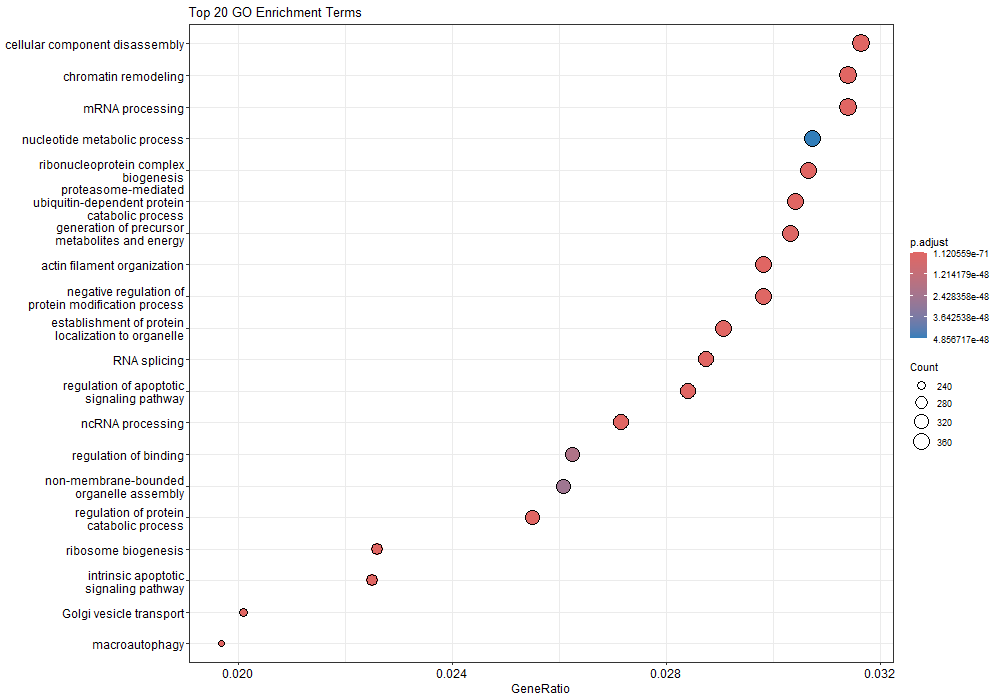 Top 20 GO Enrichment Terms
cellular component disassembly
chromatin remodeling
mRNA processing
nucleotide metabolic process
ribonucleoprotein complex
biogenesis
proteasome-mediated
ubiquitin-dependent protein
catabolic process
generation of precursor
metabolites and energy
actin filament organization
negative regulation of
protein modification process
establishment of protein
localization to organelle
RNA splicing
regulation of apoptotic
signaling pathway
ncRNA processing
regulation of binding
non-membrane-bounded
organelle assembly
regulation of protein
catabolic process
ribosome biogenesis
intrinsic apoptotic
signaling pathway
Golgi vesicle transport
macroautophagy
0.020
0.024
0.028
0.032
GeneRatio
p.adjust
1.120559e-71
1.214179e-48
2.428358e-48
3.642538e-48
4.856717e-48
Count
240
280
320
360